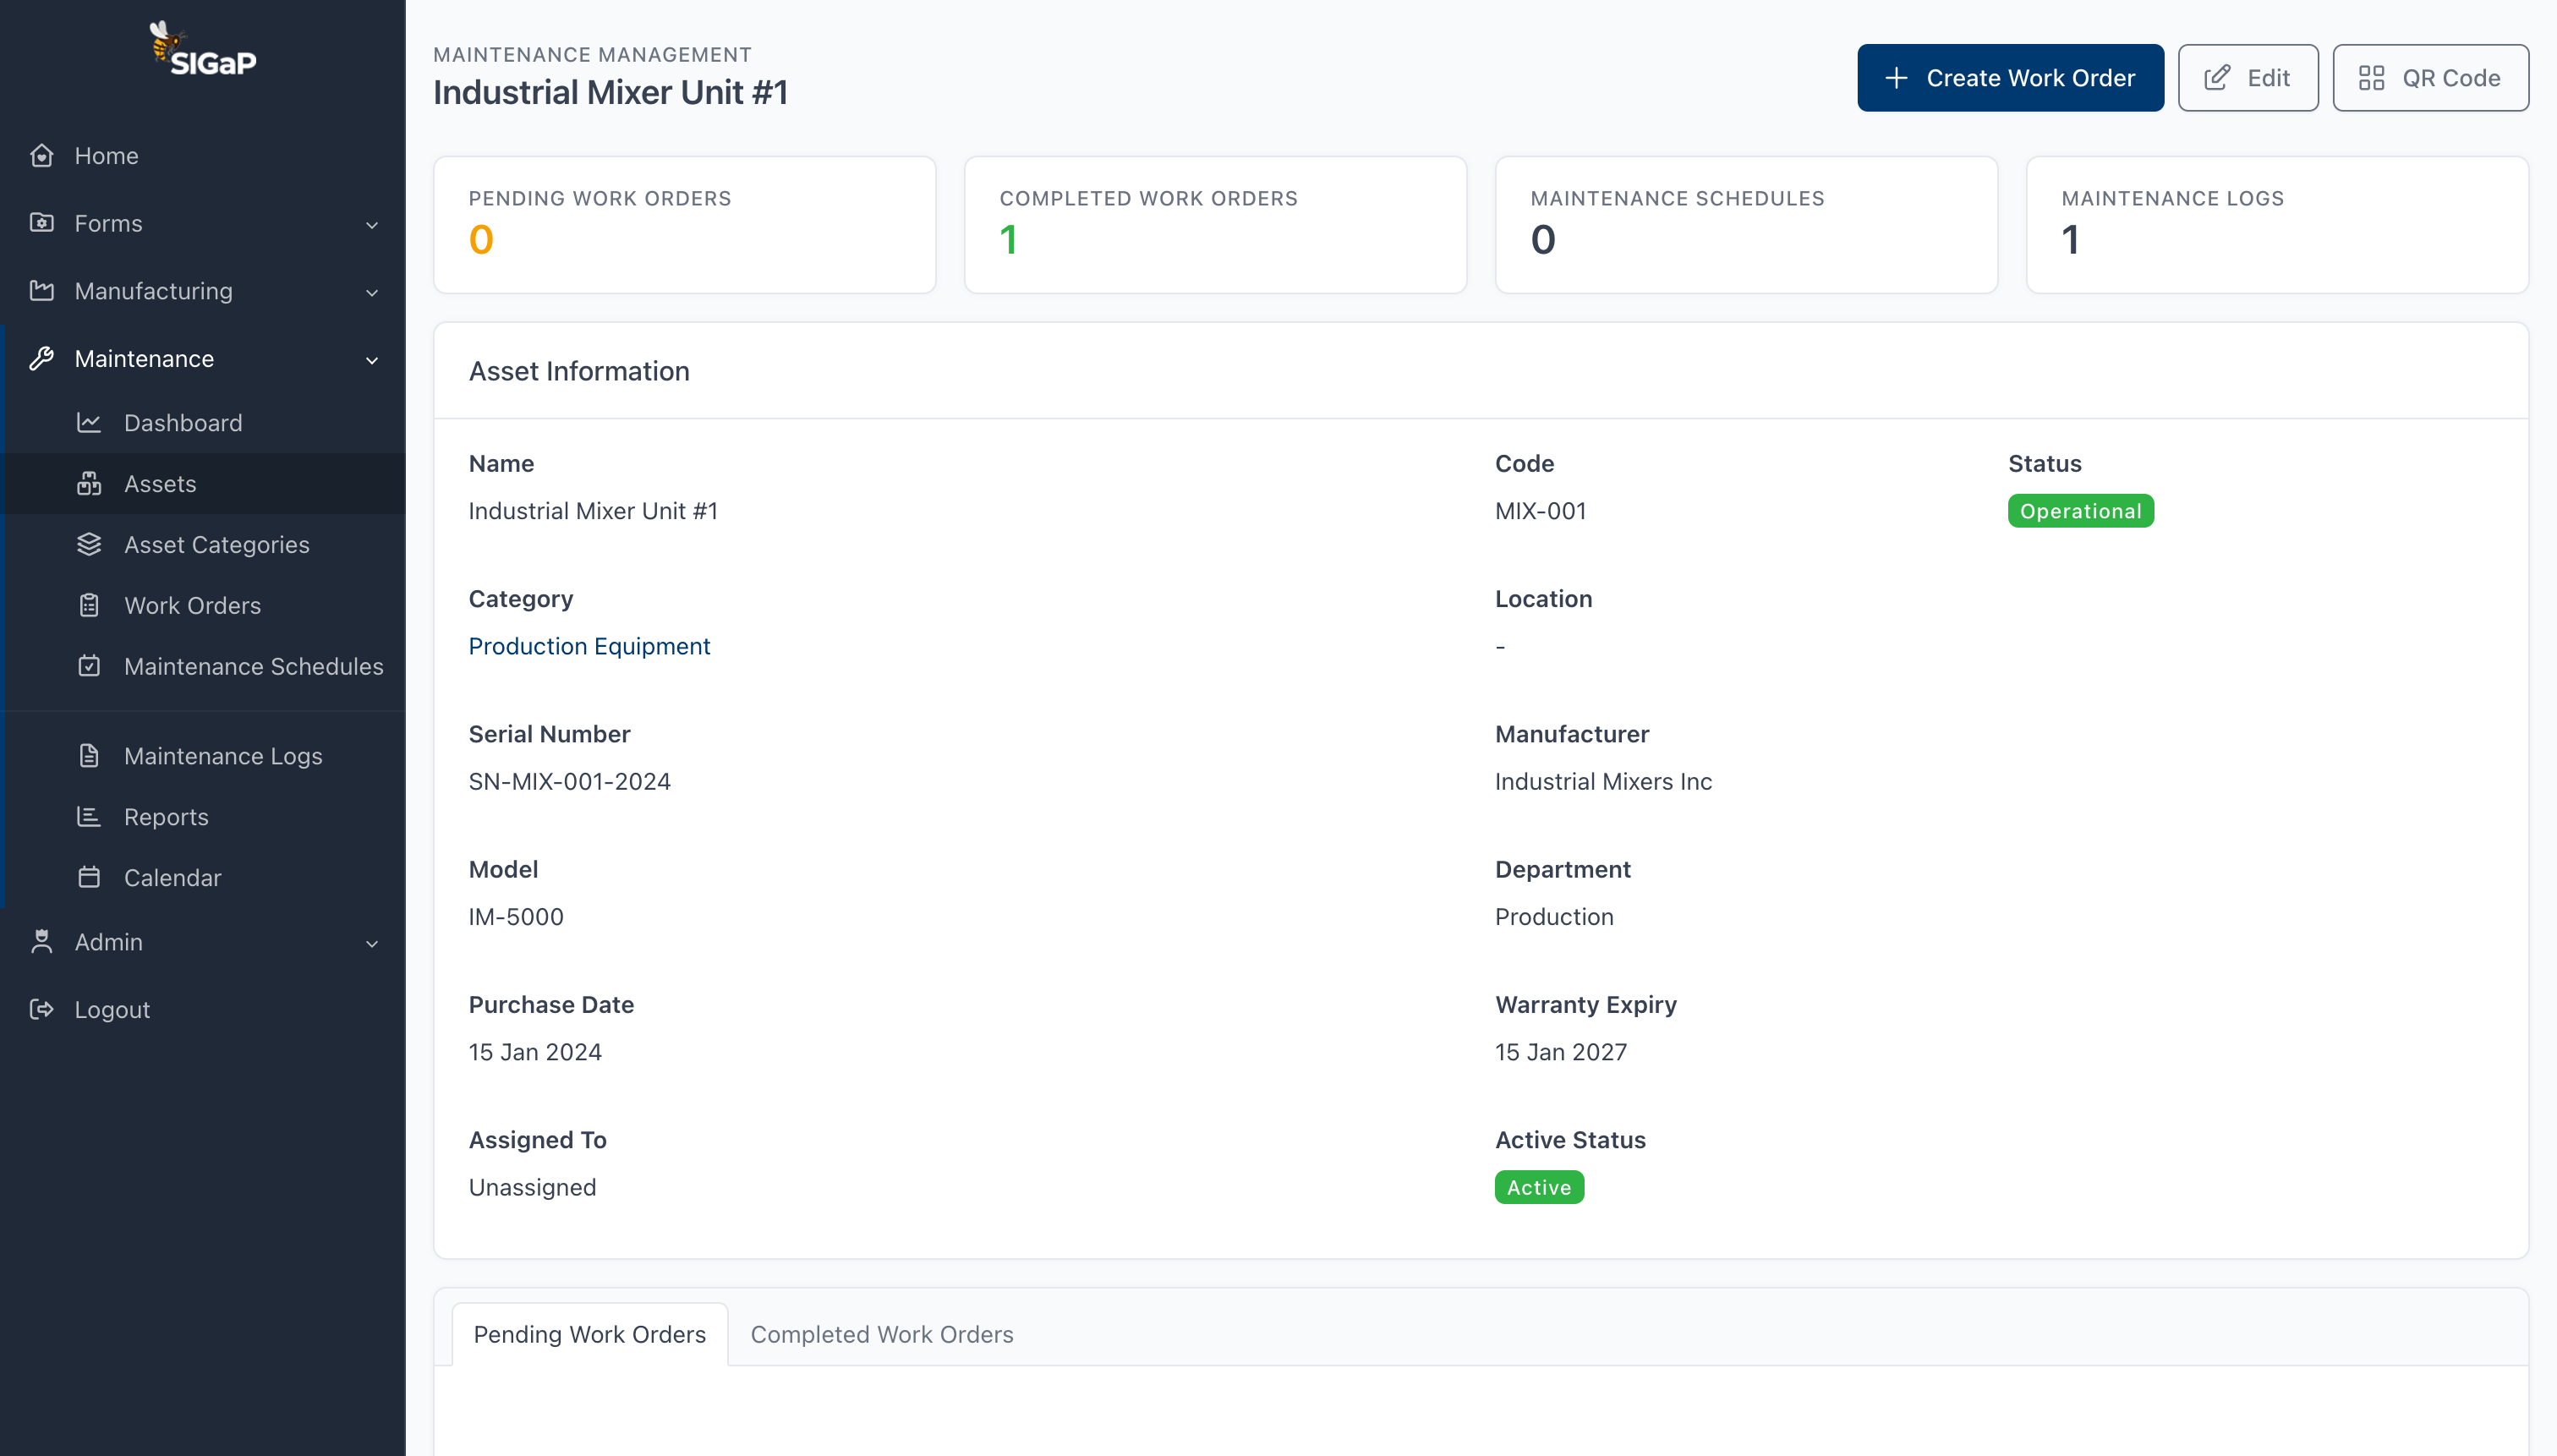 SIGaP
Home
Forms
Manufacturing
Maintenance
Dashboard
Assets
Asset Categories
Work Orders
Maintenance Schedules
Maintenance Logs
Reports
Calendar
Admin
Logout
MAINTENANCE MANAGEMENT
Industrial Mixer Unit #1
Create Work Order
Edit
QR Code
PENDING WORK ORDERS
0
COMPLETED WORK ORDERS
1
MAINTENANCE SCHEDULES
0
MAINTENANCE LOGS
1
Asset Information
Name
Industrial Mixer Unit #1
Code
MIX-001
Status
Operational
Category
Production Equipment
Location
-
Serial Number
SN-MIX-001-2024
Manufacturer
Industrial Mixers Inc
Model
IM-5000
Department
Production
Purchase Date
15 Jan 2024
Warranty Expiry
15 Jan 2027
Assigned To
Unassigned
Active Status
Active
Pending Work Orders
Completed Work Orders